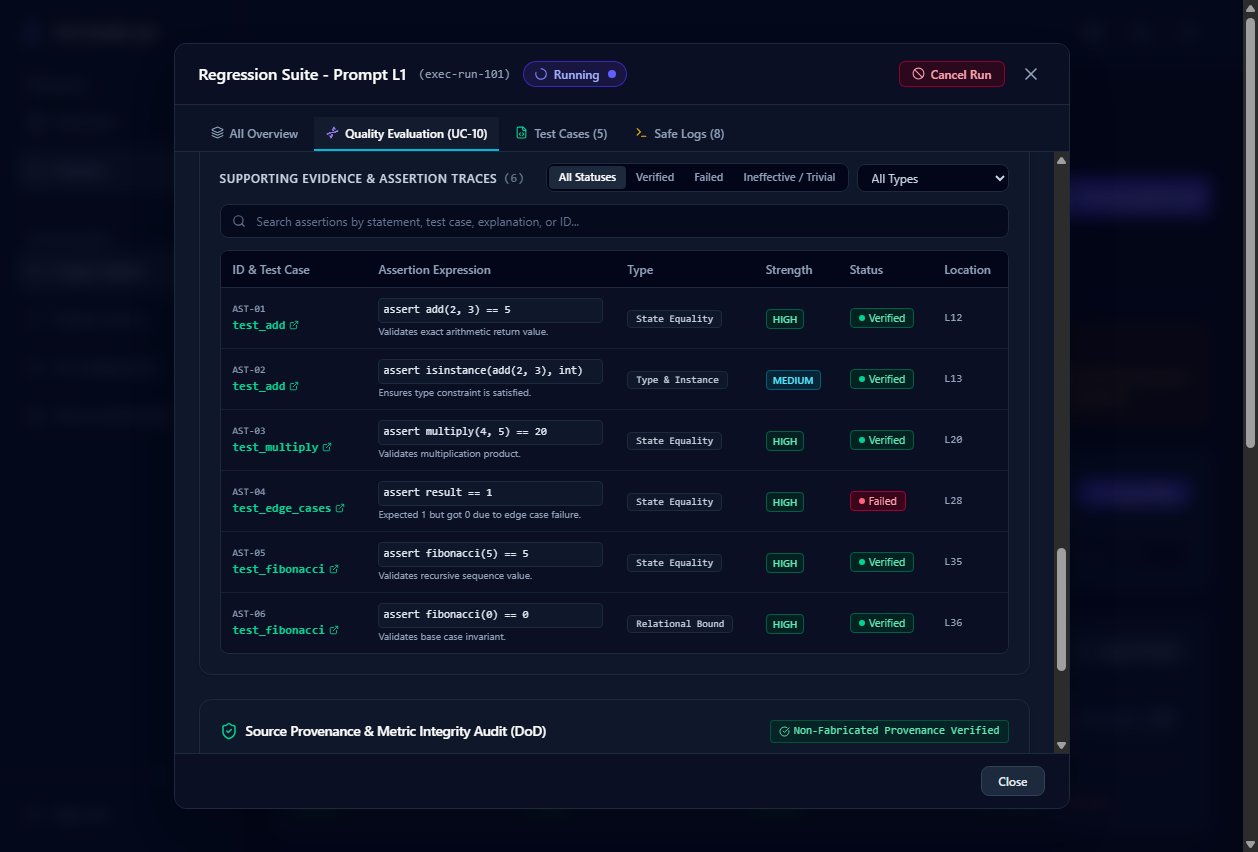 Regression Suite - Prompt L1 (exec-run-101) Running Cancel Run
All Overview Quality Evaluation (UC-10) Test Cases (5) Safe Logs (8)
SUPPORTING EVIDENCE & ASSERTION TRACES (6) All Statuses Verified Failed Ineffective / Trivial All Types
Search assertions by statement, test case, explanation, or ID...
ID & Test Case Assertion Expression Type Strength Status Location
AST-01
test_add
assert add(2, 3) == 5
Validates exact arithmetic return value.
State Equality HIGH Verified L12
AST-02
test_add
assert isinstance(add(2, 3), int)
Ensures type constraint is satisfied.
Type & Instance MEDIUM Verified L13
AST-03
test_multiply
assert multiply(4, 5) == 20
Validates multiplication product.
State Equality HIGH Verified L20
AST-04
test_edge_cases
assert result == 1
Expected 1 but got 0 due to edge case failure.
State Equality HIGH Failed L28
AST-05
test_fibonacci
assert fibonacci(5) == 5
Validates recursive sequence value.
State Equality HIGH Verified L35
AST-06
test_fibonacci
assert fibonacci(0) == 0
Validates base case invariant.
Relational Bound HIGH Verified L36
Source Provenance & Metric Integrity Audit (DoD) Non-Fabricated Provenance Verified
Close